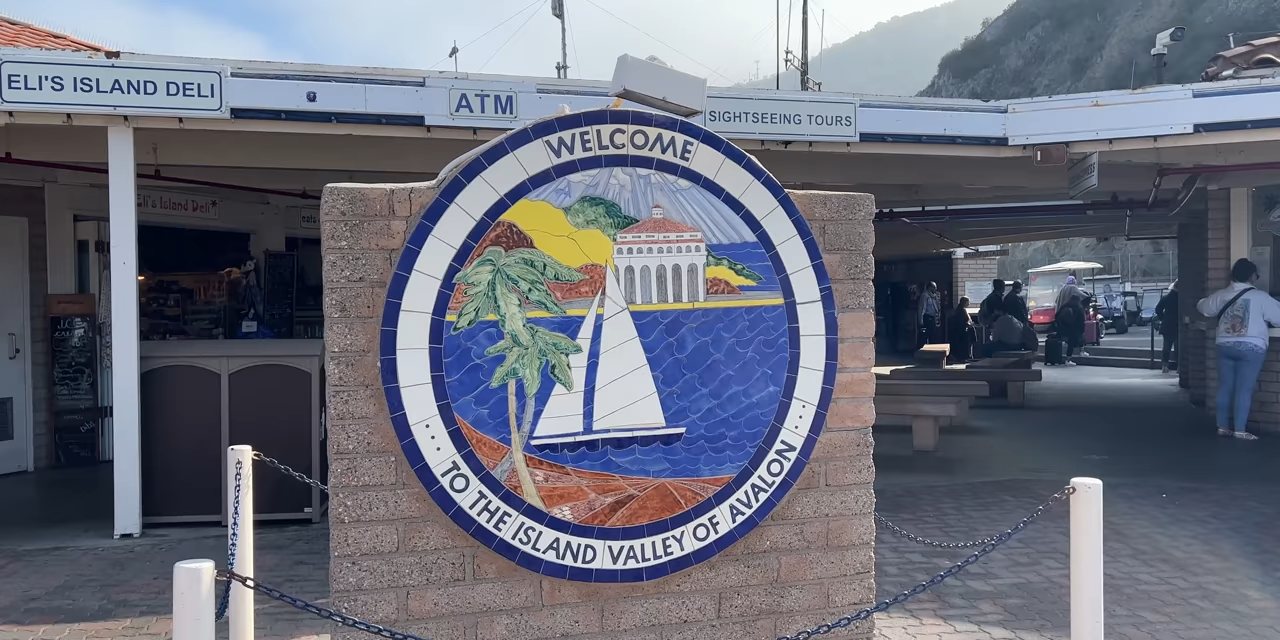 ELI'S ISLAND DELI
ATM
SIGHTSEEING TOURS
Eli's Island Deli
WELCOME
TO THE ISLAND VALLEY OF AVALON